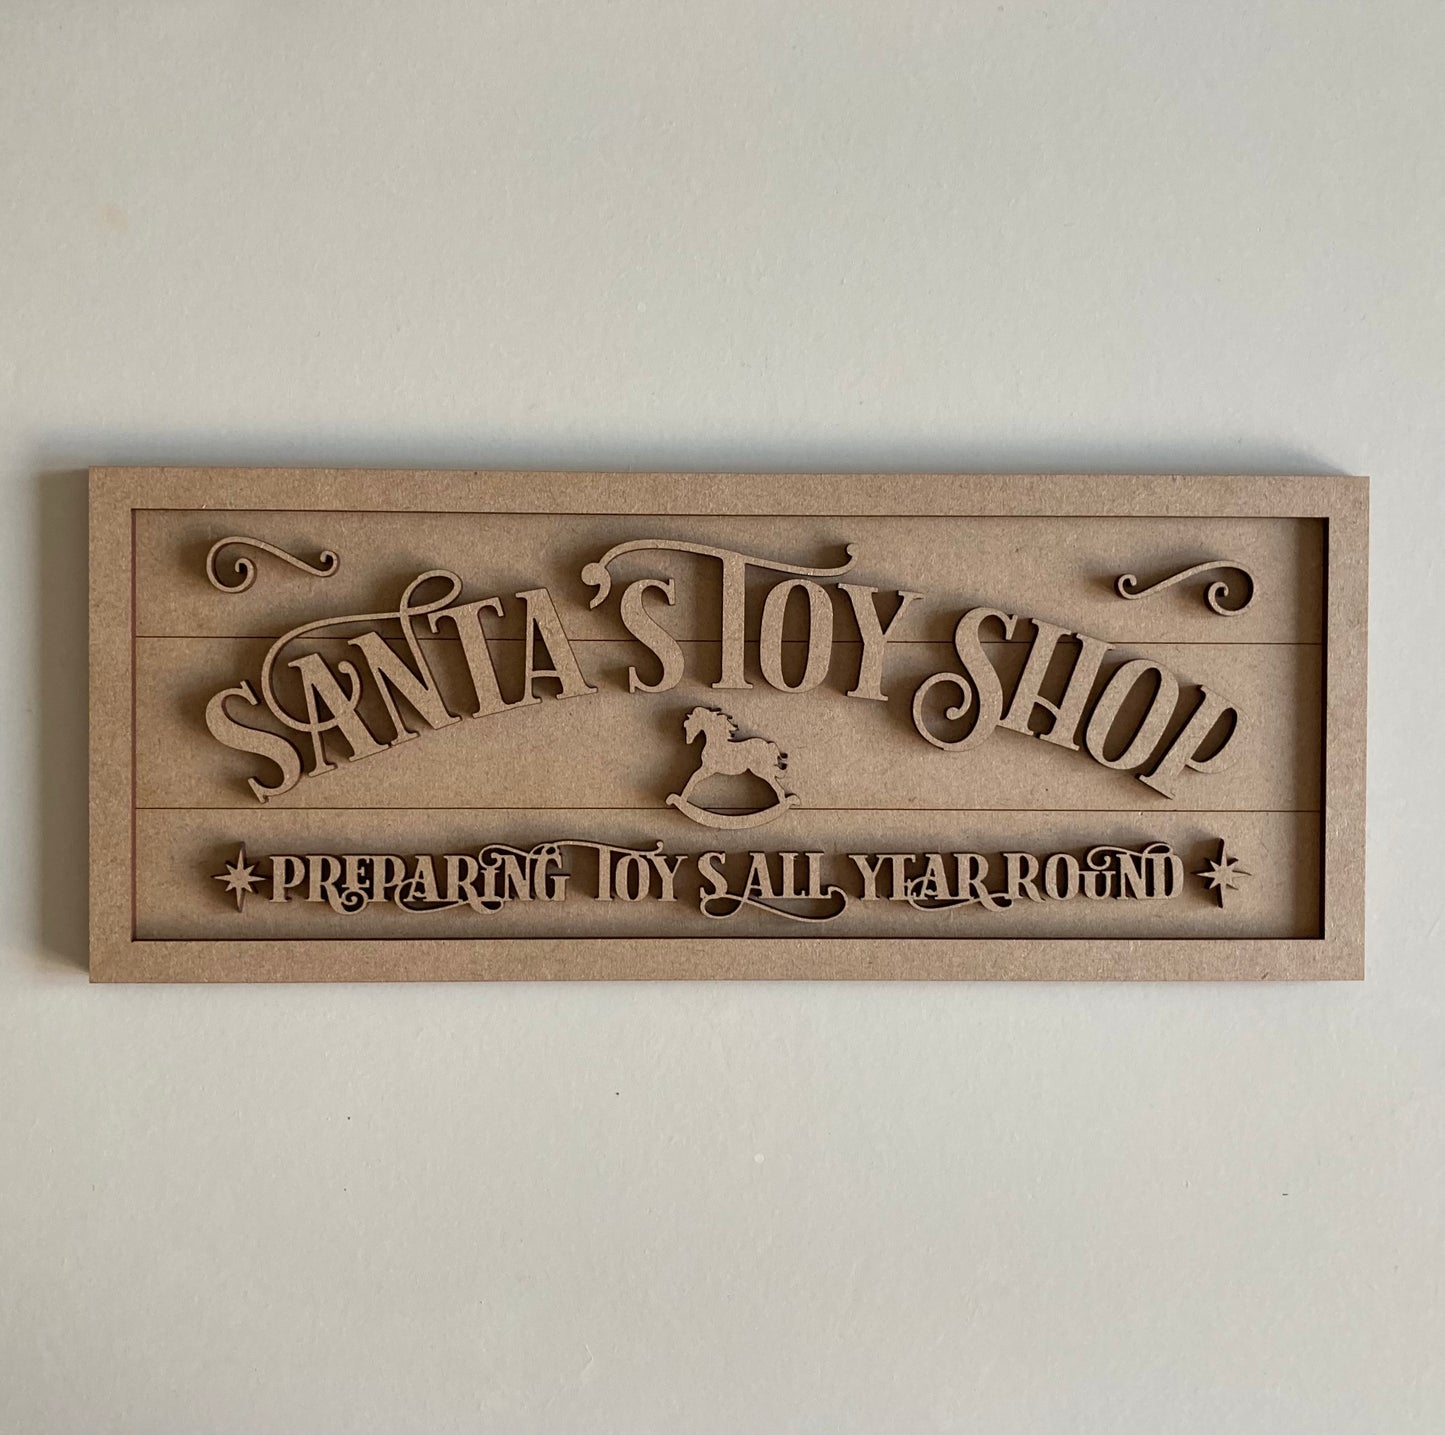 SANTA'S TOY SHOP
PREPARING TOYS ALL YEAR ROUND